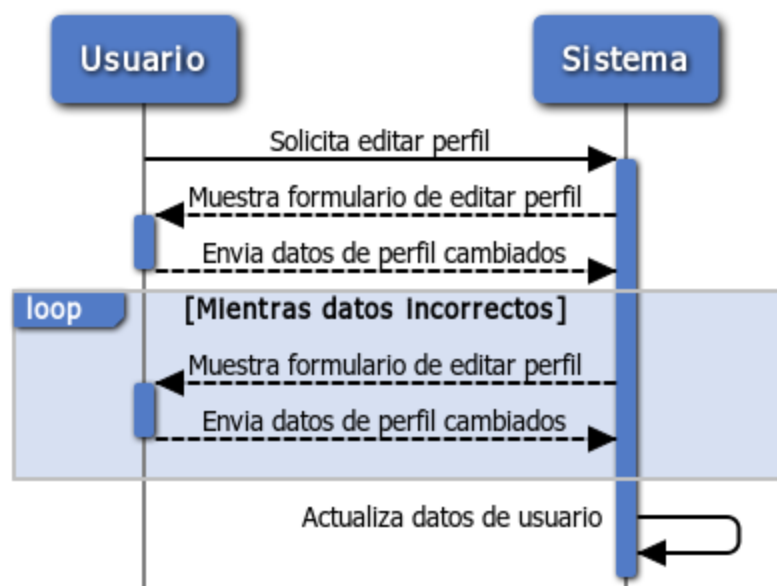 Usuario
Sistema
Solicita editar perfil
Muestra formulario de editar perfil
Envia datos de perfil cambiados
loop
[Mientras datos Incorrectos]
Muestra formulario de editar perfil
Envia datos de perfil cambiados
Actualiza datos de usuario